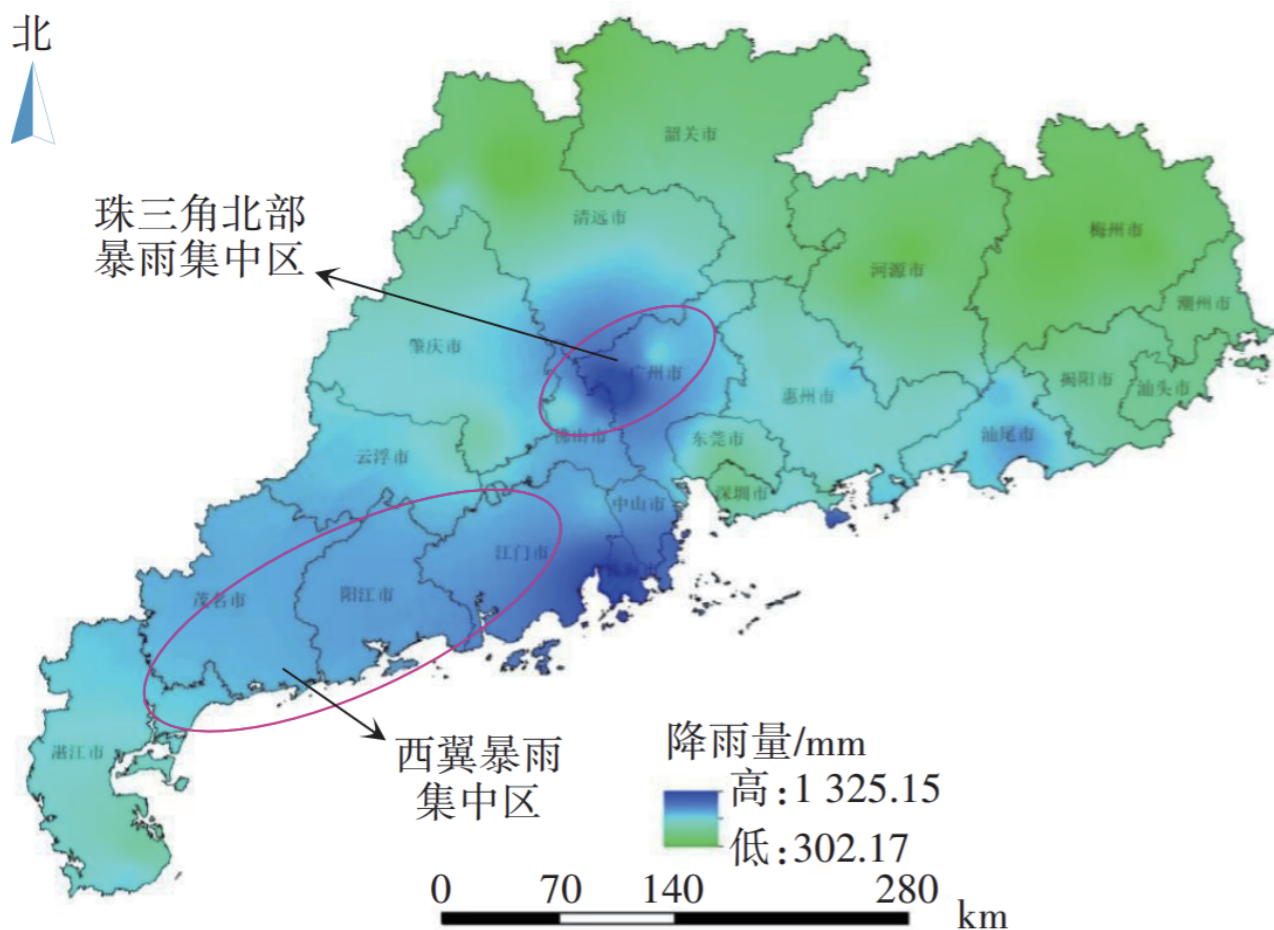 北
韶关市
珠三角北部
暴雨集中区
清远市
梅州市
河源市
潮州市
肇庆市
广州市
揭阳市
汕头市
惠州市
佛山市
东莞市
汕尾市
云浮市
深圳市
中山市
江门市
茂名市
阳江市
湛江市
西翼暴雨
集中区
降雨量/mm
高:1 325.15
低:302.17
0 70 140 280
km